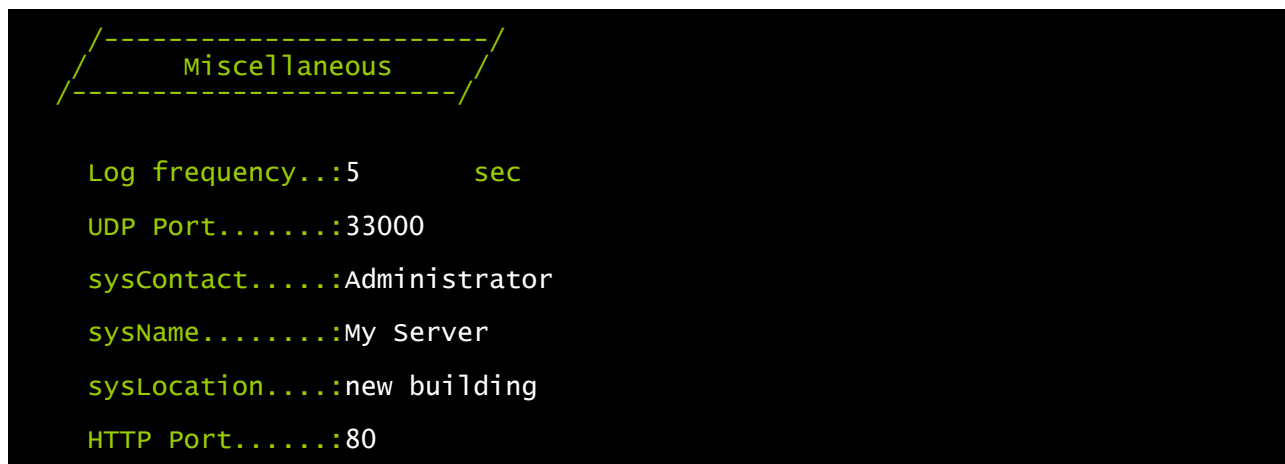 /------------------------/
/ Miscellaneous /
/------------------------/
Log frequency..:5 sec
UDP Port.......:33000
sysContact.....:Administrator
sysName........:My Server
sysLocation....:new building
HTTP Port......:80